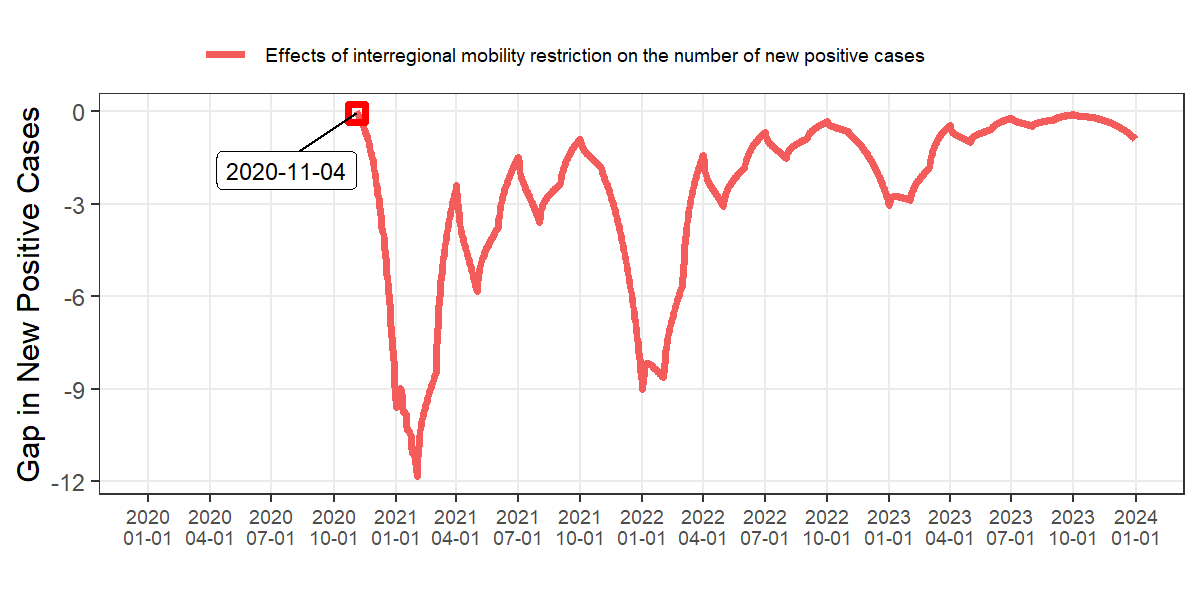 Effects of interregional mobility restriction on the number of new positive cases
Gap in New Positive Cases
0
-3
-6
-9
-12
2020-11-04
2020 2020 2020 2020 2021 2021 2021 2021 2022 2022 2022 2022 2023 2023 2023 2023 2024
01-01 04-01 07-01 10-01 01-01 04-01 07-01 10-01 01-01 04-01 07-01 10-01 01-01 04-01 07-01 10-01 01-01